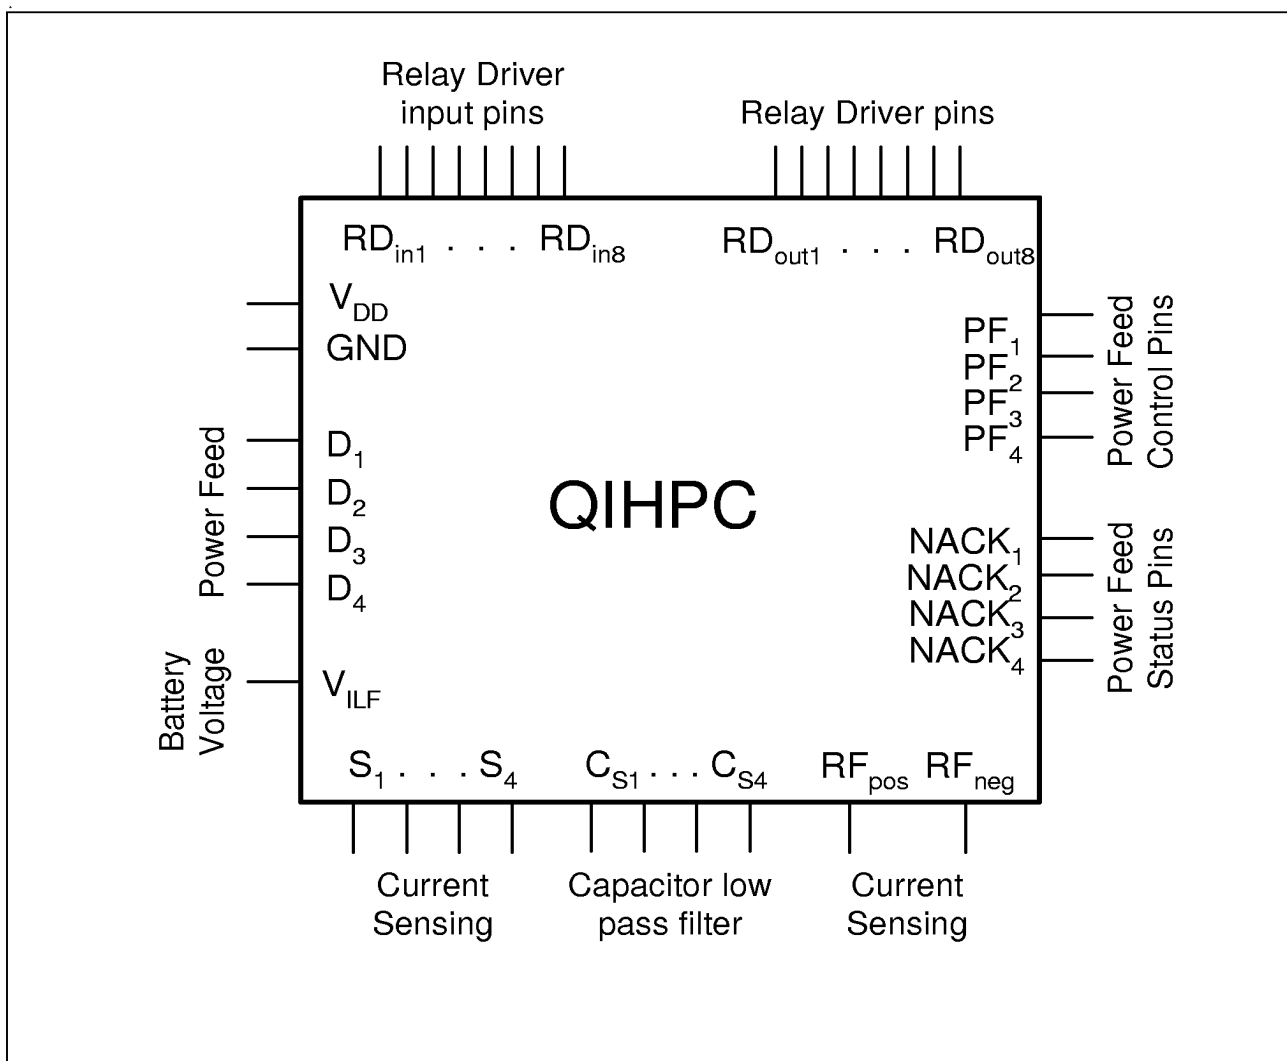 Relay Driver
input pins
Relay Driver pins
RDin1 . . . RDin8
RDout1 . . . RDout8
VDD
GND
Power Feed
D1
D2
D3
D4
Battery
Voltage
VILF
QIHPC
PF1
PF2
PF3
PF4
Power Feed
Control Pins
NACK1
NACK2
NACK3
NACK4
Power Feed
Status Pins
S1 . . . S4
CS1 . . . CS4
RFpos
RFneg
Current
Sensing
Capacitor low
pass filter
Current
Sensing